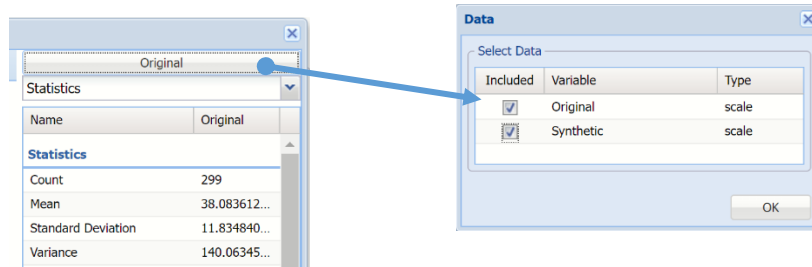 Original
Statistics
Name Original
Statistics
Count 299
Mean 38.083612...
Standard Deviation 11.834840...
Variance 140.06345...
Data
Select Data
Included Variable Type
Original scale
Synthetic scale
OK